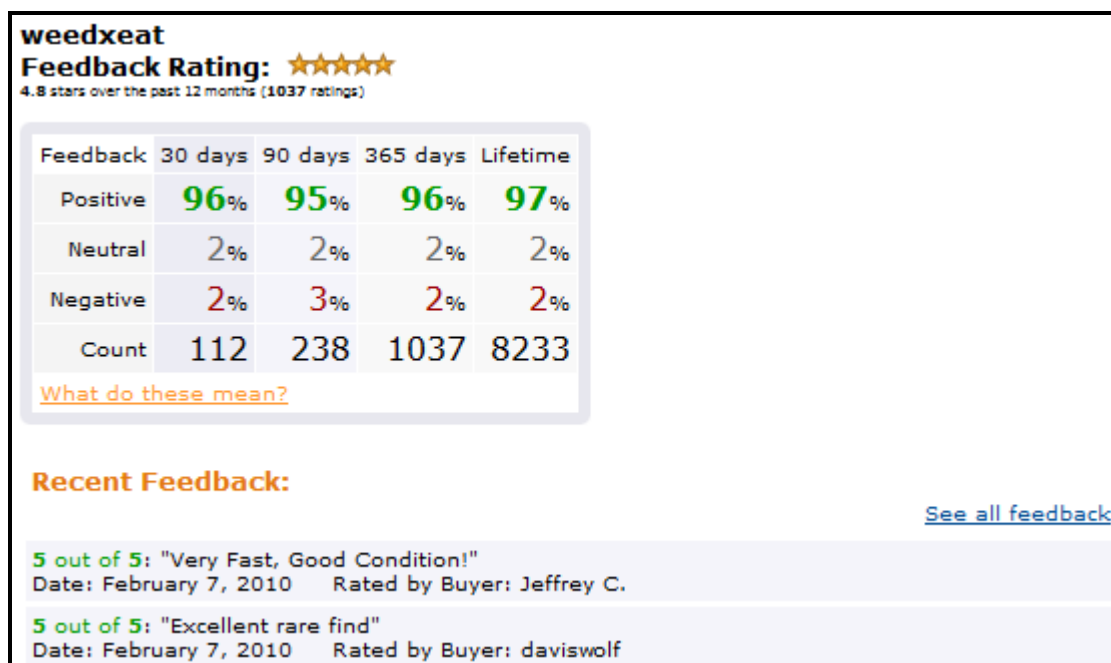 weedxeat
Feedback Rating:
4.8 stars over the past 12 months (1037 ratings)
Feedback 30 days 90 days 365 days Lifetime
Positive 96% 95% 96% 97%
Neutral 2% 2% 2% 2%
Negative 2% 3% 2% 2%
Count 112 238 1037 8233
What do these mean?
Recent Feedback:
See all feedback
5 out of 5: "Very Fast, Good Condition!"
Date: February 7, 2010 Rated by Buyer: Jeffrey C.
5 out of 5: "Excellent rare find"
Date: February 7, 2010 Rated by Buyer: daviswolf